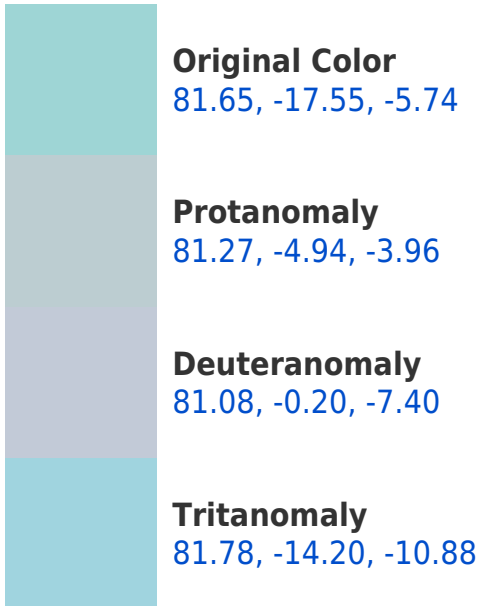 Original Color
81.65, -17.55, -5.74
Protanomaly
81.27, -4.94, -3.96
Deuteranomaly
81.08, -0.20, -7.40
Tritanomaly
81.78, -14.20, -10.88